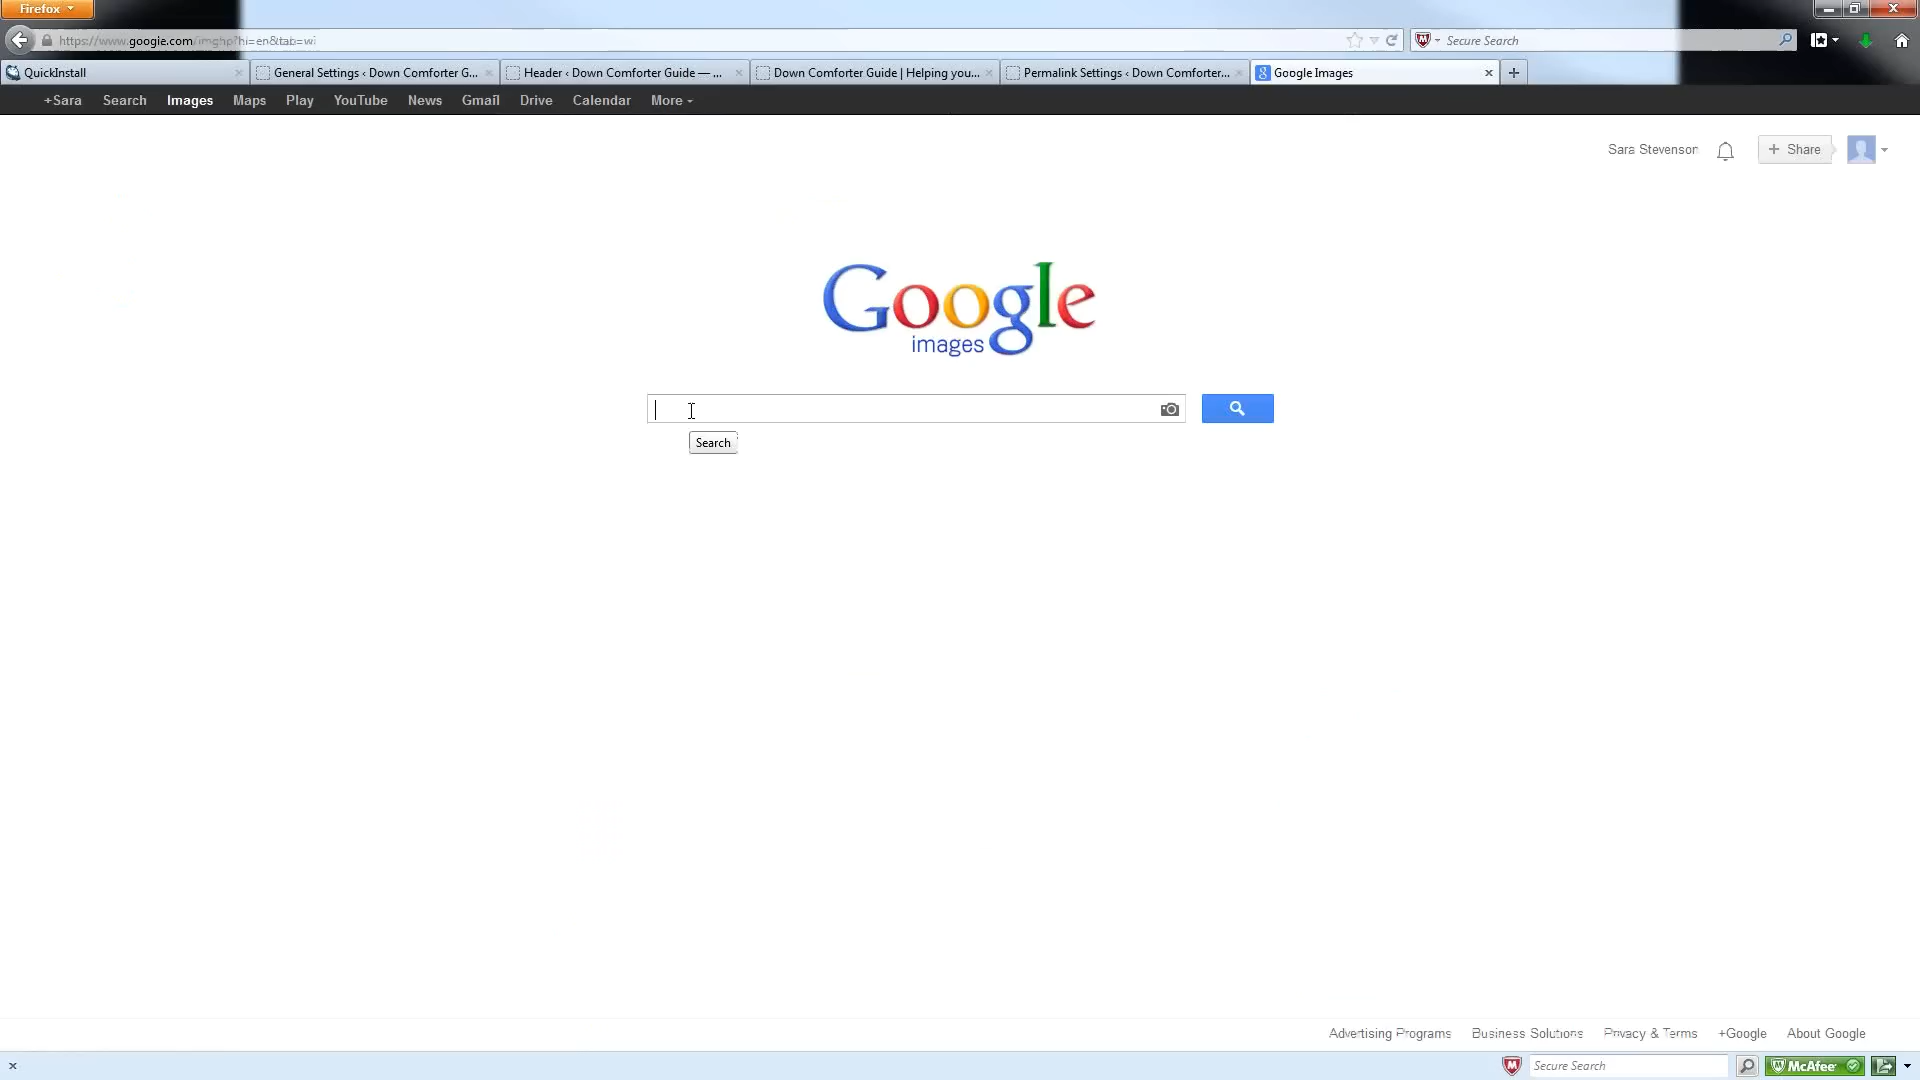 Firefox
https://www.google.com/imghp?hl=en&tab=wi
Secure Search
QuickInstall
General Settings ‹ Down Comforter G...
Header ‹ Down Comforter Guide — ...
Down Comforter Guide | Helping you...
Permalink Settings ‹ Down Comforter...
Google Images
+Sara Search Images Maps Play YouTube News Gmail Drive Calendar More
Sara Stevenson
+ Share
Google
images
Search
Advertising Programs Business Solutions Privacy & Terms +Google About Google
Secure Search
McAfee